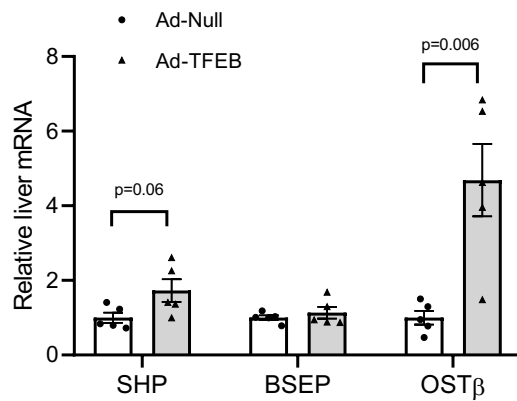 Ad-Null
Ad-TFEB
p=0.006
p=0.06
Relative liver mRNA
8
6
4
2
0
SHP
BSEP
OSTβ